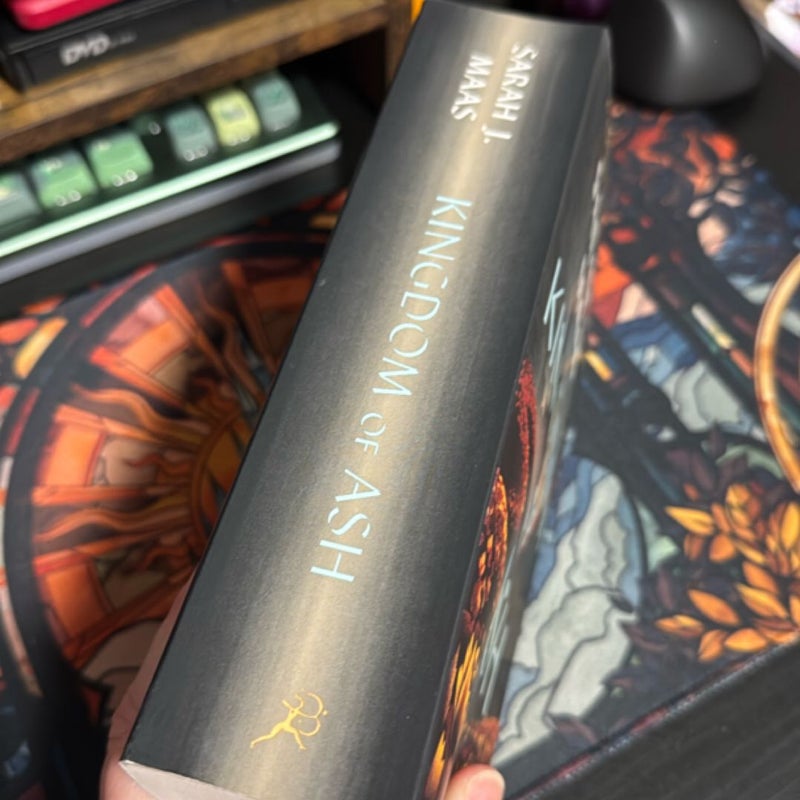 SARAH J.
MAAS
KINGDOM OF ASH
DVD